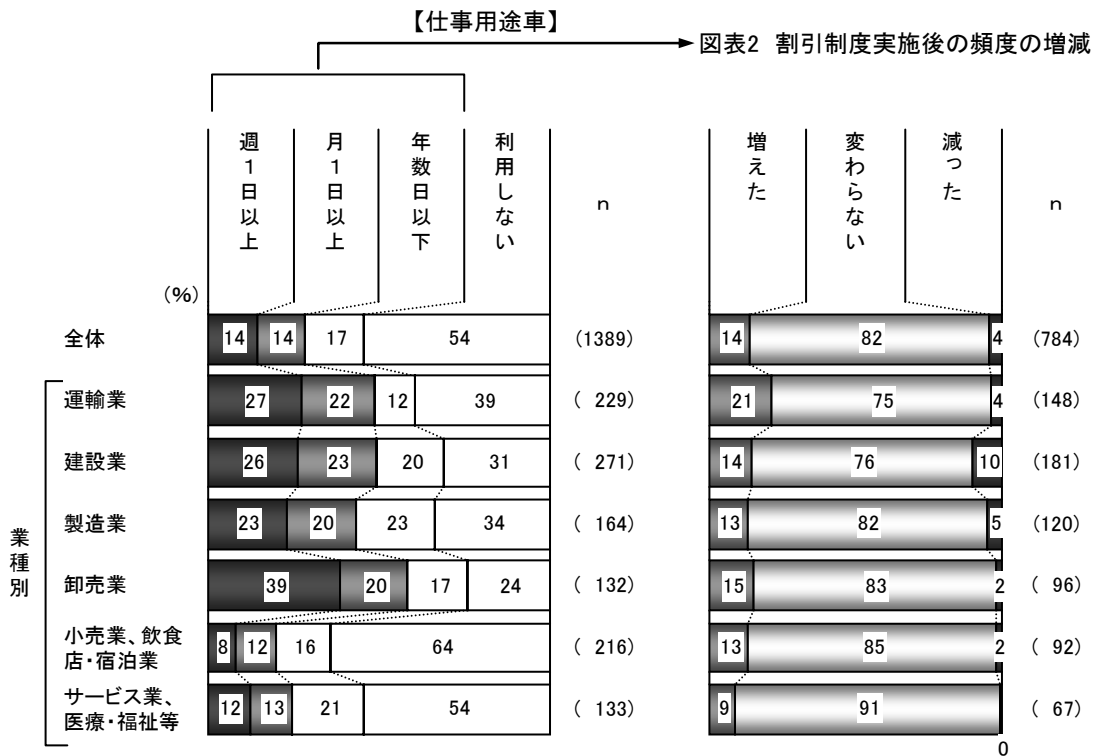 【仕事用途車】
図表2 割引制度実施後の頻度の増減
週1日以上
月1日以上
年数日以下
利用しない
n
増えた
変わらない
減った
n
(%)
全体 14 14 17 54 (1389) 14 82 4 (784)
業種別
運輸業 27 22 12 39 ( 229) 21 75 4 (148)
建設業 26 23 20 31 ( 271) 14 76 10 (181)
製造業 23 20 23 34 ( 164) 13 82 5 (120)
卸売業 39 20 17 24 ( 132) 15 83 2 ( 96)
小売業、飲食
店・宿泊業 8 12 16 64 ( 216) 13 85 2 ( 92)
サービス業、
医療・福祉等 12 13 21 54 ( 133) 9 91 ( 67)
0